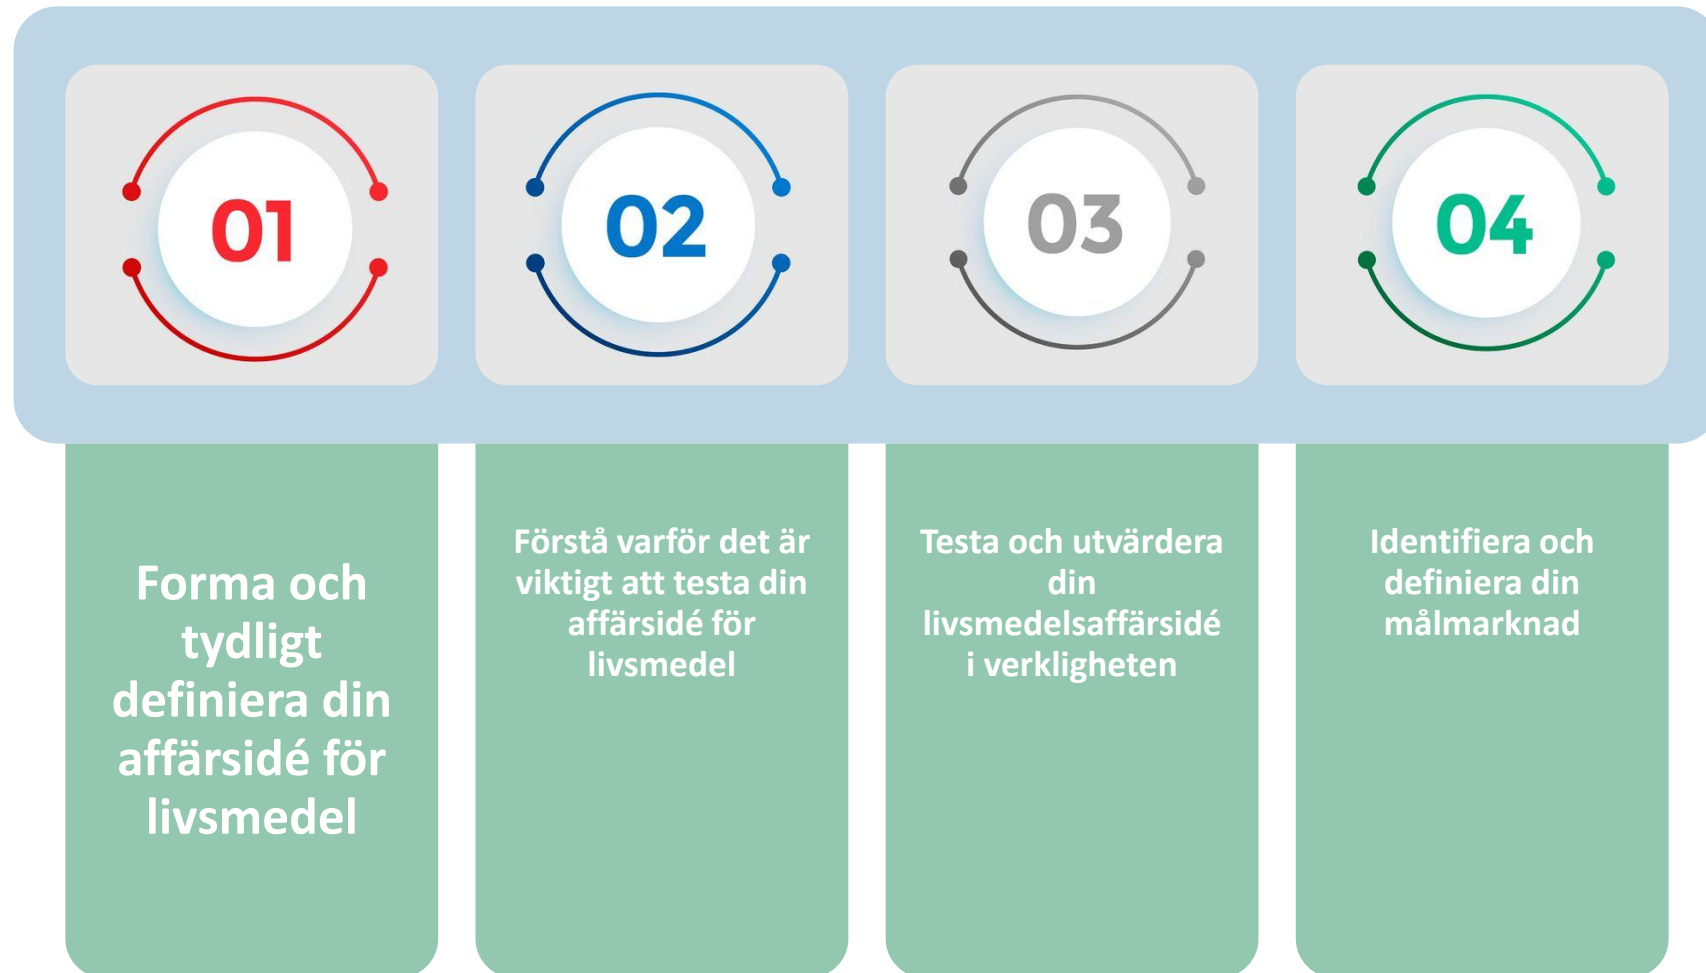 01
02
03
04
Forma och
tydligt
definiera din
affärsidé för
livsmedel
Förstå varför det är
viktigt att testa din
affärsidé för
livsmedel
Testa och utvärdera
din
livsmedelsaffärsidé
i verkligheten
Identifiera och
definiera din
målmarknad